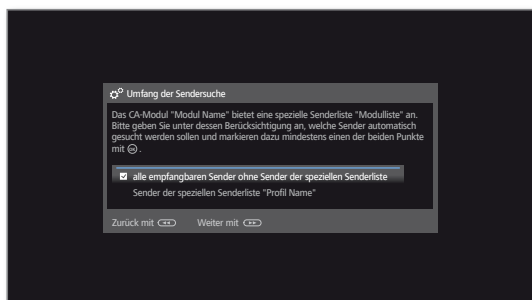 Umfang der Sendersuche
Das CA-Modul "Modul Name" bietet eine spezielle Senderliste "Modulliste" an.
Bitte geben Sie unter dessen Berücksichtigung an, welche Sender automatisch
gesucht werden sollen und markieren dazu mindestens einen der beiden Punkte
mit OK .
alle empfangbaren Sender ohne Sender der speziellen Senderliste
Sender der speziellen Senderliste "Profil Name"
Zurück mit Weiter mit